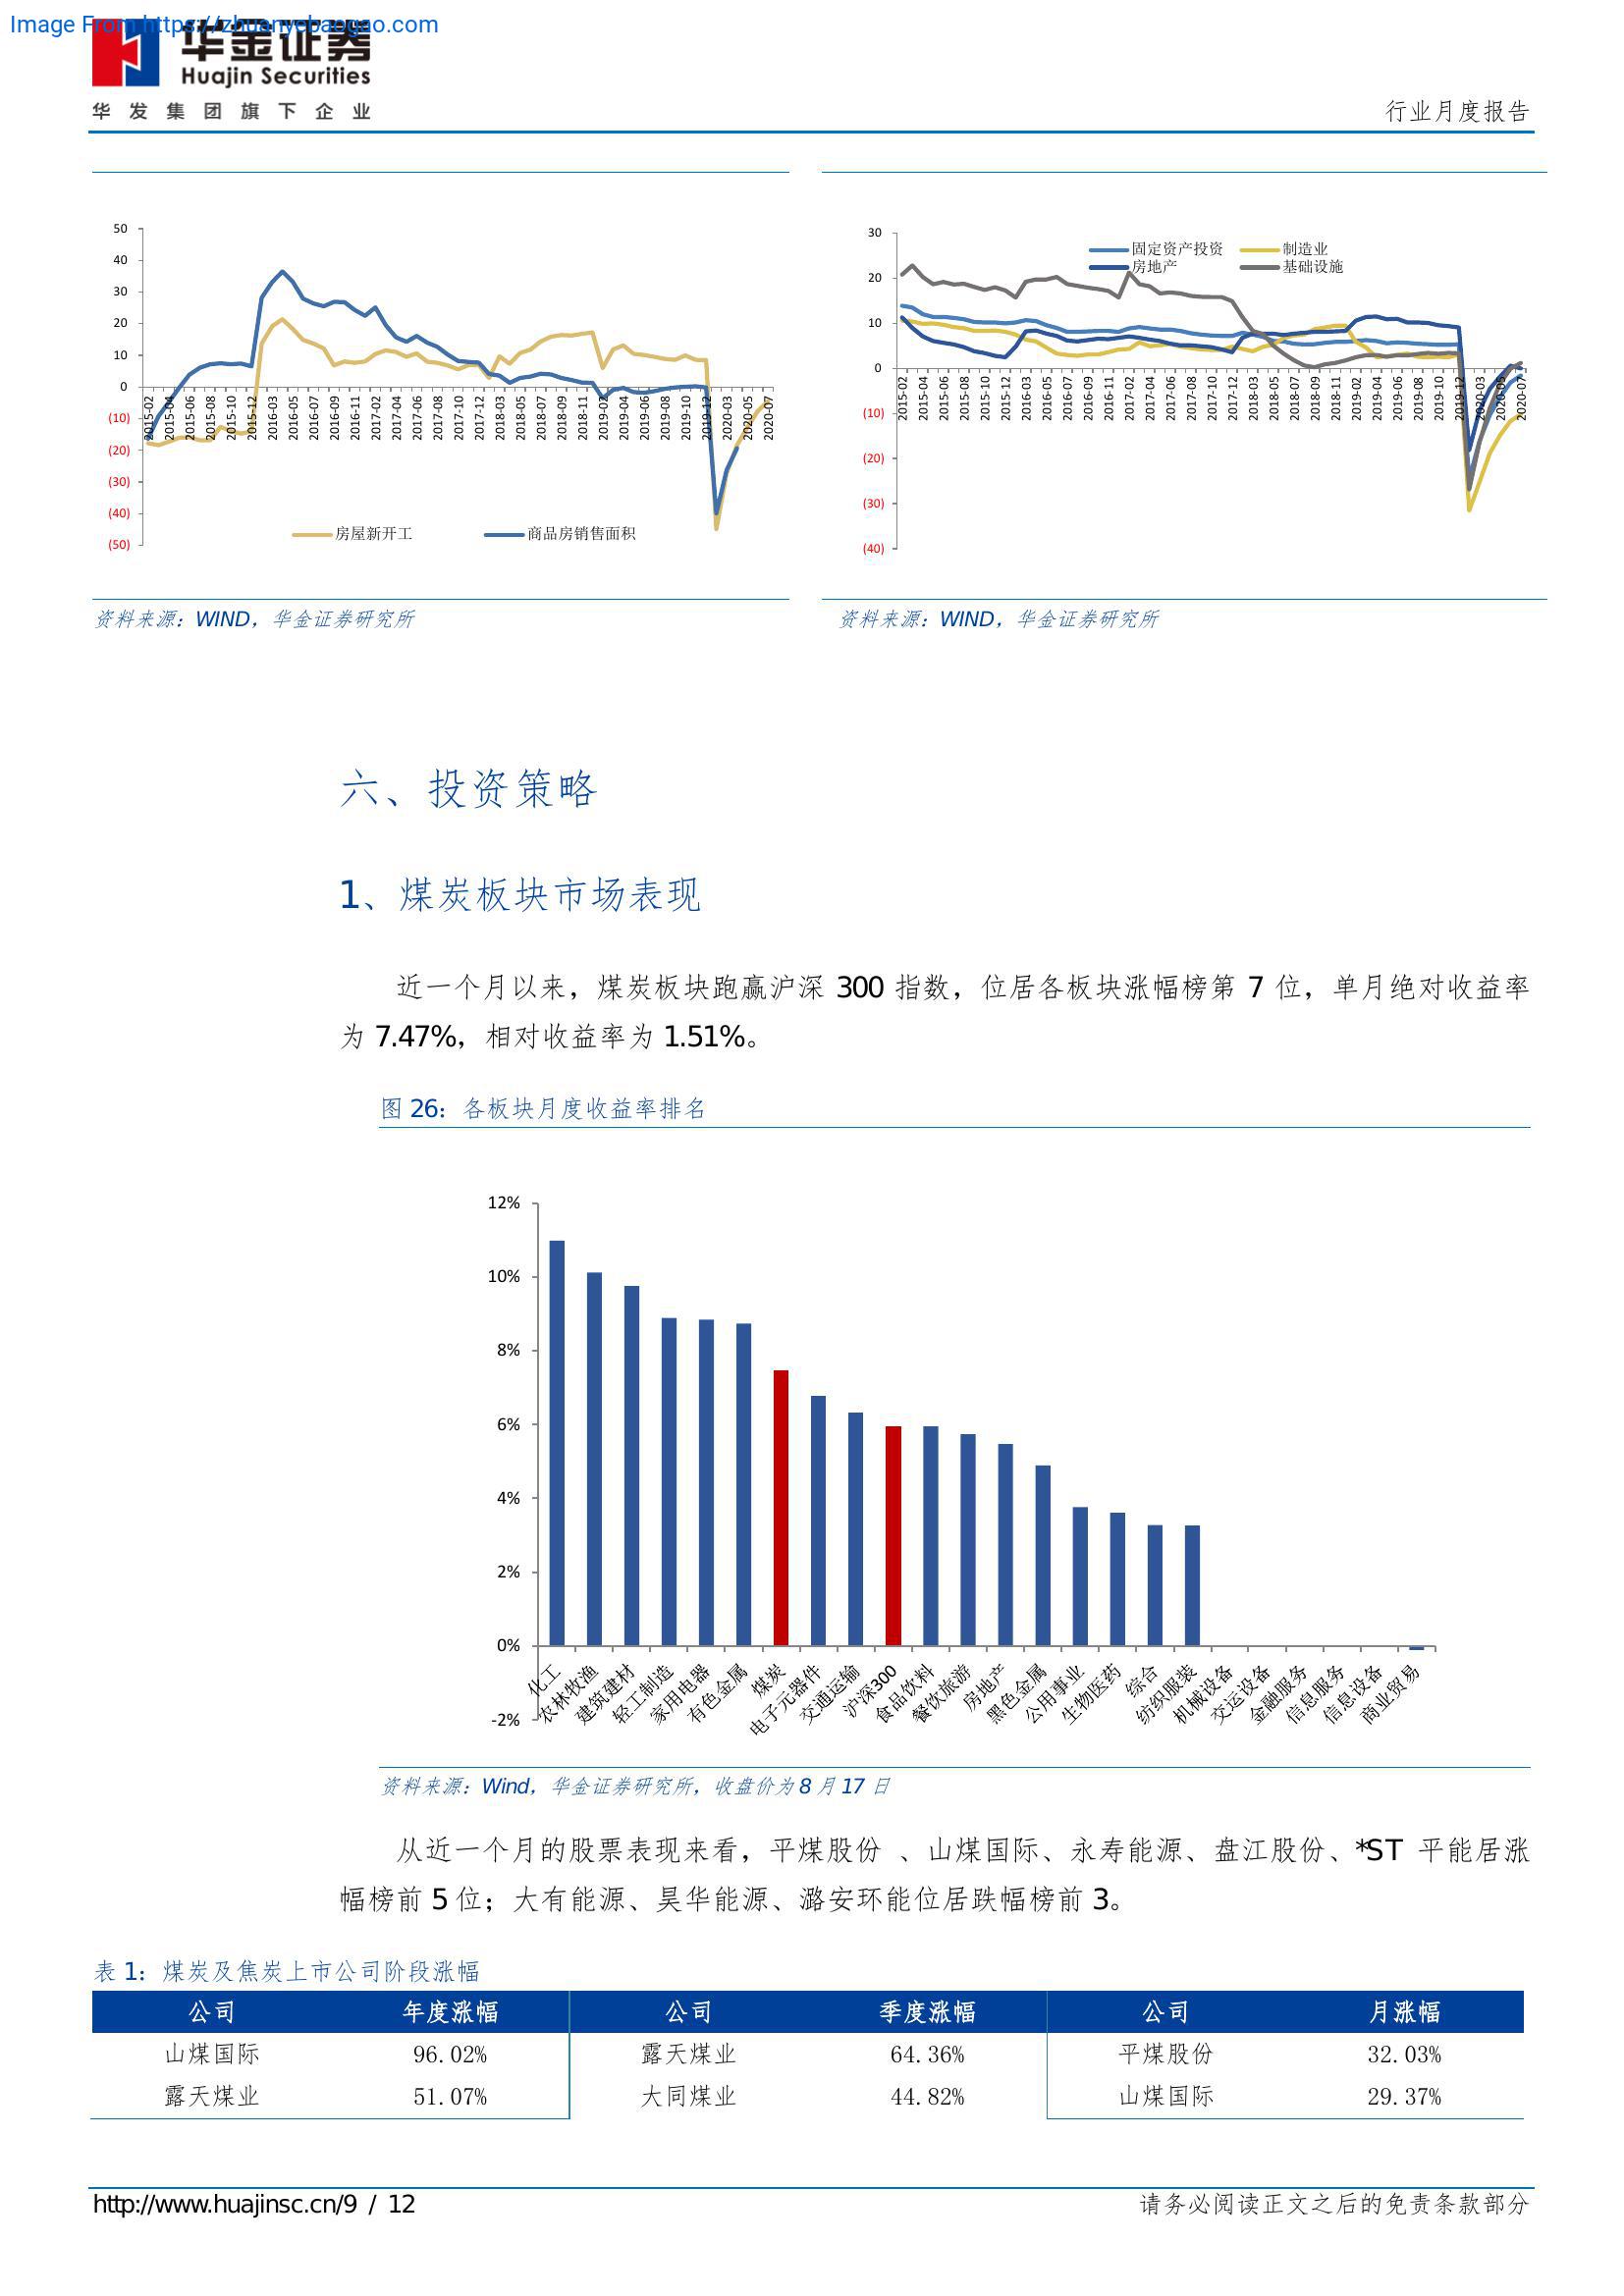 Image From https://zhuanyebaogao.com
华金证券
Huajin Securities
华发集团旗下企业
行业月度报告
50
40
30
20
10
0
(10)
(20)
(30)
(40)
(50)
2015-02
2015-04
2015-06
2015-08
2015-10
2015-12
2016-03
2016-05
2016-07
2016-09
2016-11
2017-02
2017-04
2017-06
2017-08
2017-10
2017-12
2018-03
2018-05
2018-07
2018-09
2018-11
2019-02
2019-04
2019-06
2019-08
2019-10
2019-12
2020-03
2020-05
2020-07
房屋新开工 商品房销售面积
30
20
10
0
(10)
(20)
(30)
(40)
固定资产投资 制造业
房地产 基础设施
2015-02
2015-04
2015-06
2015-08
2015-10
2015-12
2016-03
2016-05
2016-07
2016-09
2016-11
2017-02
2017-04
2017-06
2017-08
2017-10
2017-12
2018-03
2018-05
2018-07
2018-09
2018-11
2019-02
2019-04
2019-06
2019-08
2019-10
2019-12
2020-03
2020-05
2020-07
资料来源：WIND，华金证券研究所
资料来源：WIND，华金证券研究所
六、投资策略
1、煤炭板块市场表现
近一个月以来，煤炭板块跑赢沪深 300 指数，位居各板块涨幅榜第 7 位，单月绝对收益率
为 7.47%，相对收益率为 1.51%。
图 26：各板块月度收益率排名
12%
10%
8%
6%
4%
2%
0%
-2%
化工
农林牧渔
建筑建材
轻工制造
家用电器
有色金属
煤炭
电子元器件
交通运输
沪深300
食品饮料
餐饮旅游
房地产
黑色金属
公用事业
生物医药
综合
纺织服装
机械设备
交运设备
金融服务
信息服务
信息设备
商业贸易
资料来源：Wind，华金证券研究所，收盘价为 8 月 17 日
从近一个月的股票表现来看，平煤股份 、山煤国际、永寿能源、盘江股份、*ST 平能居涨
幅榜前 5 位；大有能源、昊华能源、潞安环能位居跌幅榜前 3。
表 1：煤炭及焦炭上市公司阶段涨幅
公司 年度涨幅 公司 季度涨幅 公司 月涨幅
山煤国际 96.02% 露天煤业 64.36% 平煤股份 32.03%
露天煤业 51.07% 大同煤业 44.82% 山煤国际 29.37%
http://www.huajinsc.cn/9 / 12
请务必阅读正文之后的免责条款部分